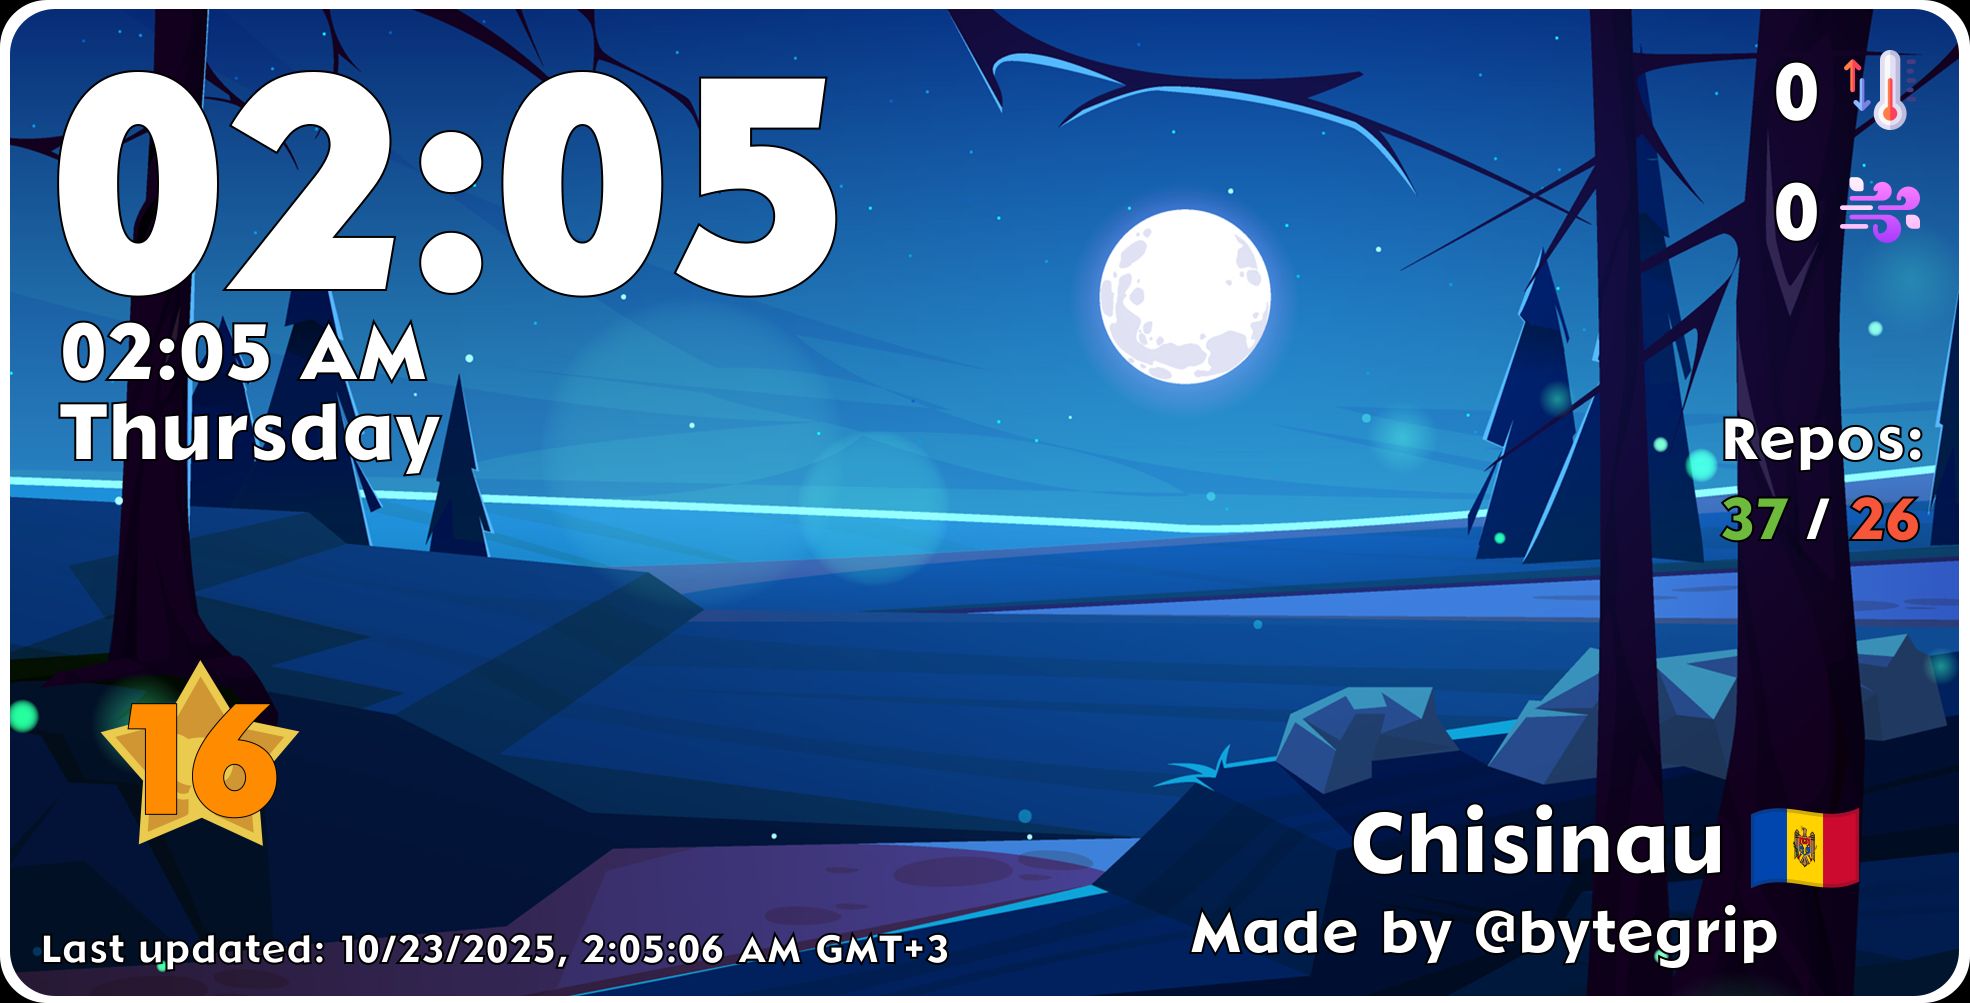 02:05
02:05 AM
Thursday
0
0
Repos:
37 / 26
16
Chisinau
Made by @bytegrip
Last updated: 10/23/2025, 2:05:06 AM GMT+3